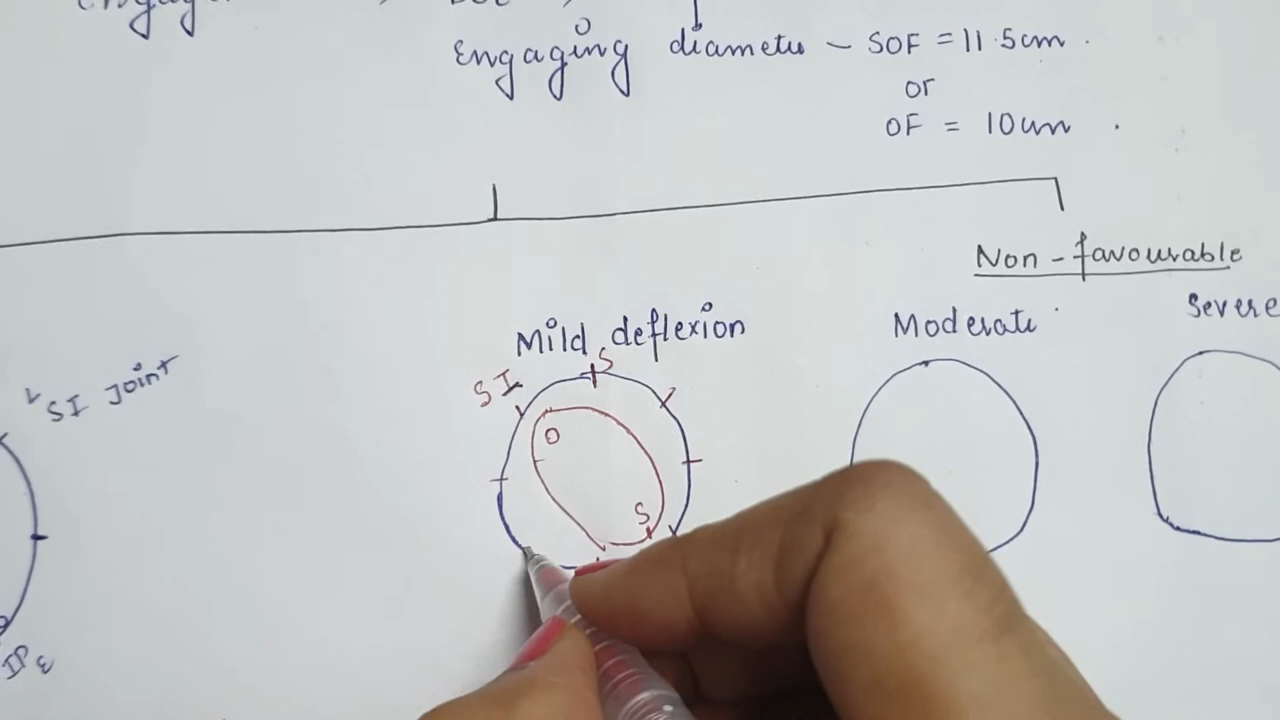 Engaging diameter – SOF = 11.5cm.
or
OF = 10cm.
Non-favourable
Mild deflexion
Moderate
Severe
SI
S
SI Joint
O
S